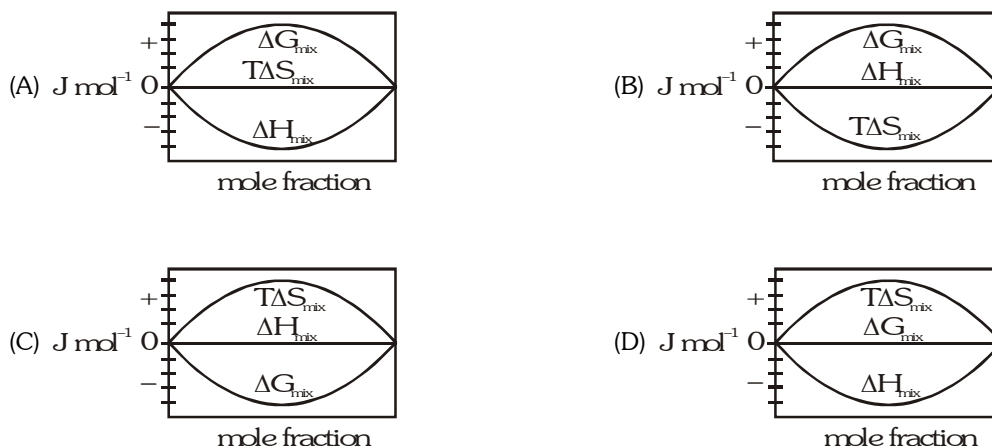 +
ΔG_mix
(A) J mol⁻¹ 0
TΔS_mix
–
ΔH_mix
mole fraction
+
ΔG_mix
(B) J mol⁻¹ 0
ΔH_mix
–
TΔS_mix
mole fraction
+
TΔS_mix
(C) J mol⁻¹ 0
ΔH_mix
–
ΔG_mix
mole fraction
+
TΔS_mix
(D) J mol⁻¹ 0
ΔG_mix
–
ΔH_mix
mole fraction